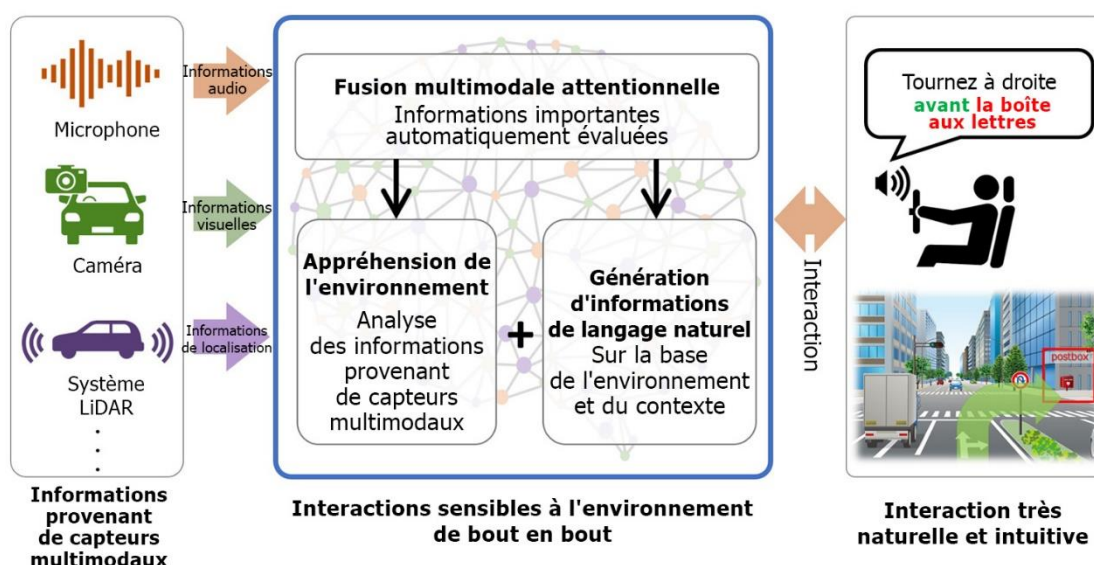 Microphone
Caméra
Système
LiDAR
Informations
provenant
de capteurs
multimodaux
Informations
audio
Informations
visuelles
Informations
de localisation
Fusion multimodale attentionnelle
Informations importantes
automatiquement évaluées
Appréhension de
l'environnement
Analyse
des informations
provenant
de capteurs
multimodaux
+
Génération
d'informations
de langage naturel
Sur la base
de l'environnement
et du contexte
Interactions sensibles à l'environnement
de bout en bout
Interaction
Tournez à droite
avant la boîte
aux lettres
postbox
Interaction très
naturelle et intuitive